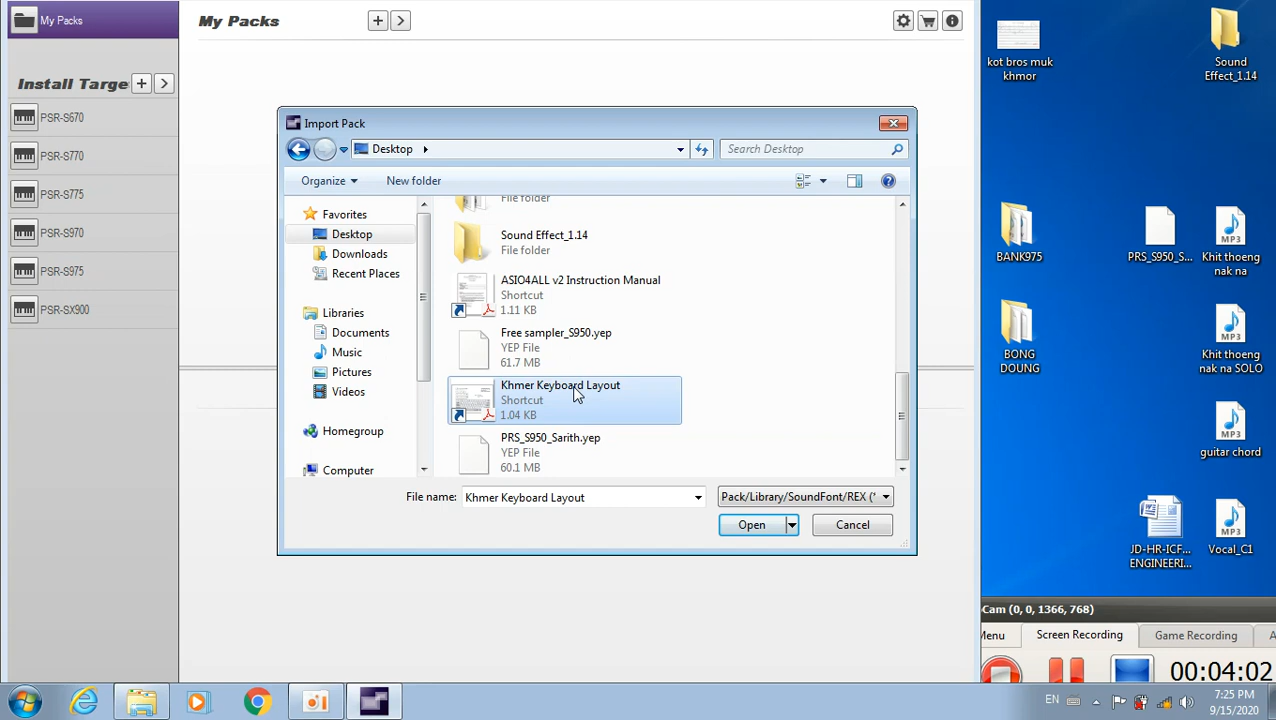 My Packs
My Packs
Install Targe
PSR-S670
PSR-S770
PSR-S775
PSR-S970
PSR-S975
PSR-SX900
Import Pack
Desktop
Search Desktop
Organize
New folder
Favorites
Desktop
Downloads
Recent Places
Libraries
Documents
Music
Pictures
Videos
Homegroup
Computer
File folder
Sound Effect_1.14
File folder
ASIO4ALL v2 Instruction Manual
Shortcut
1.11 KB
Free sampler_S950.yep
YEP File
61.7 MB
Khmer Keyboard Layout
Shortcut
1.04 KB
PRS_S950_Sarith.yep
YEP File
60.1 MB
File name:
Khmer Keyboard Layout
Pack/Library/SoundFont/REX (*
Open
Cancel
kot bros muk
khmor
Sound
Effect_1.14
BANK975
PRS_S950_S...
MP3
Khit thoeng
nak na
BONG
DOUNG
MP3
Khit thoeng
nak na SOLO
MP3
guitar chord
JD-HR-ICF...
ENGINEERI...
MP3
Vocal_C1
Cam (0, 0, 1366, 768)
Menu
Screen Recording
Game Recording
A
00:04:02
EN
7:25 PM
9/15/2020